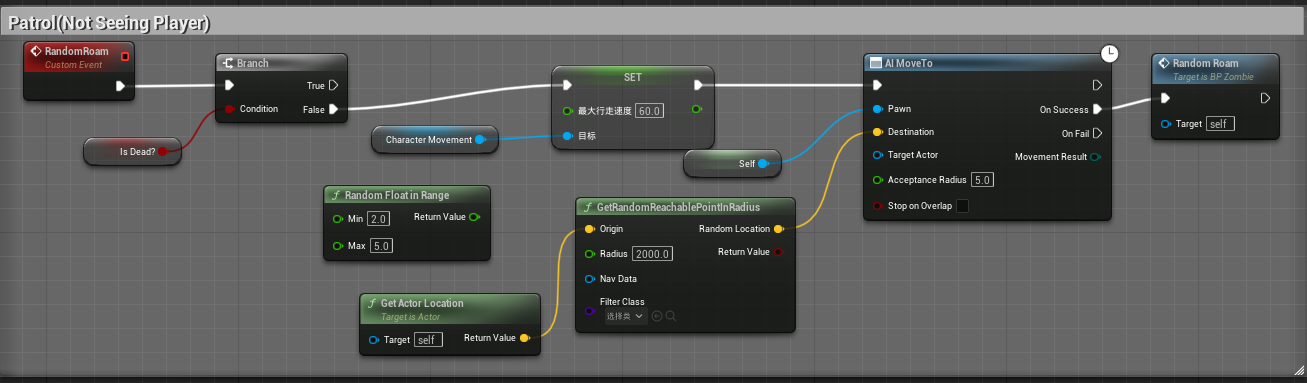 Patrol(Not Seeing Player)
RandomRoam
Custom Event
Branch
True
Condition
False
Is Dead?
Character Movement
SET
最大行走速度 60.0
目标
Self
AI MoveTo
Pawn
On Success
Destination
On Fail
Target Actor
Movement Result
Acceptance Radius 5.0
Stop on Overlap
Random Roam
Target is BP Zombie
Target self
Random Float in Range
Min 2.0
Return Value
Max 5.0
GetRandomReachablePointInRadius
Origin
Random Location
Radius 2000.0
Return Value
Nav Data
Filter Class
选择类
Get Actor Location
Target is Actor
Target self
Return Value